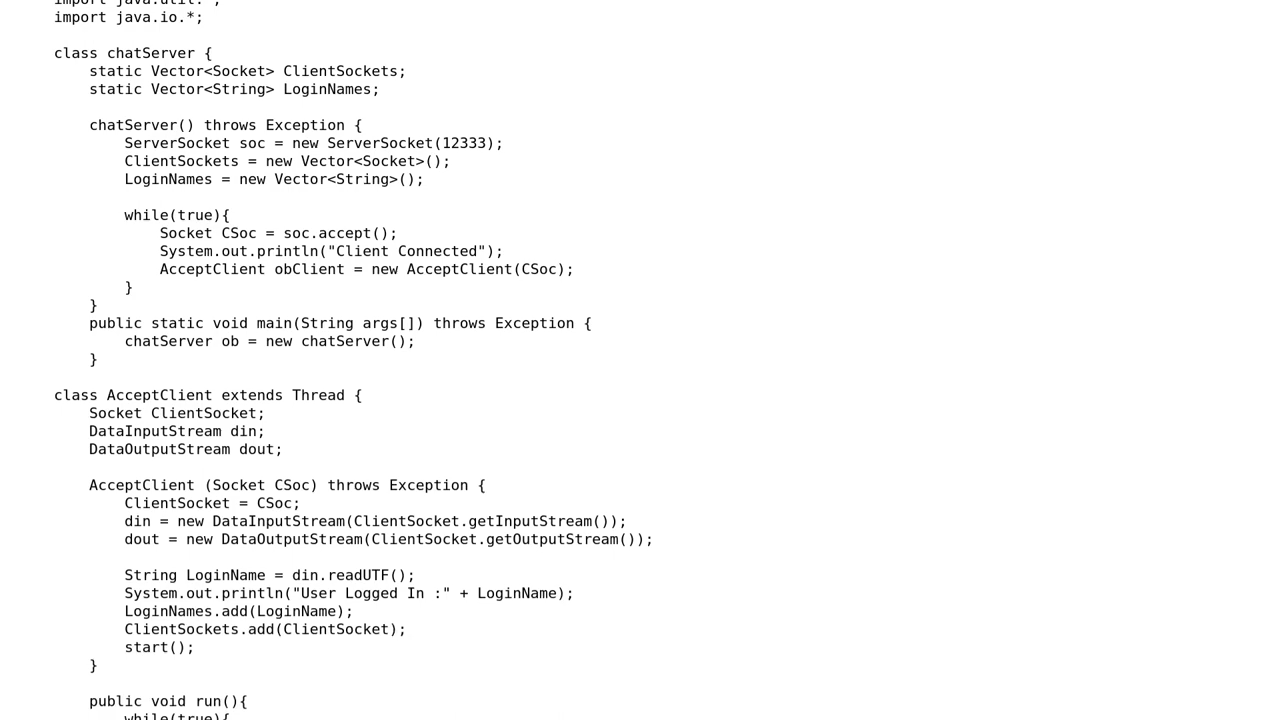 import java.util.*;
import java.io.*;
class chatServer {
static Vector<Socket> ClientSockets;
static Vector<String> LoginNames;
chatServer() throws Exception {
ServerSocket soc = new ServerSocket(12333);
ClientSockets = new Vector<Socket>();
LoginNames = new Vector<String>();
while(true){
Socket CSoc = soc.accept();
System.out.println("Client Connected");
AcceptClient obClient = new AcceptClient(CSoc);
}
}
public static void main(String args[]) throws Exception {
chatServer ob = new chatServer();
}
class AcceptClient extends Thread {
Socket ClientSocket;
DataInputStream din;
DataOutputStream dout;
AcceptClient (Socket CSoc) throws Exception {
ClientSocket = CSoc;
din = new DataInputStream(ClientSocket.getInputStream());
dout = new DataOutputStream(ClientSocket.getOutputStream());
String LoginName = din.readUTF();
System.out.println("User Logged In :" + LoginName);
LoginNames.add(LoginName);
ClientSockets.add(ClientSocket);
start();
}
public void run(){
while(true){